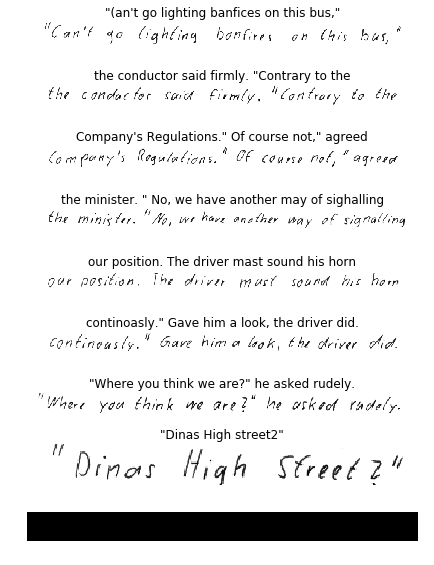 "(an't go lighting banfices on this bus,"
"Can't go lighting bonfires on this bus,"
the conductor said firmly. "Contrary to the
the conductor said firmly. "Contrary to the
Company's Regulations." Of course not," agreed
Company's Regulations." Of course not," agreed
the minister. " No, we have another may of sighalling
the minister. "No, we have another way of signalling
our position. The driver mast sound his horn
our position. The driver must sound his horn
continoasly." Gave him a look, the driver did.
continously." Gave him a look, the driver did.
"Where you think we are?" he asked rudely.
"Where you think we are?" he asked rudely.
"Dinas High street2"
"Dinas High Street?"